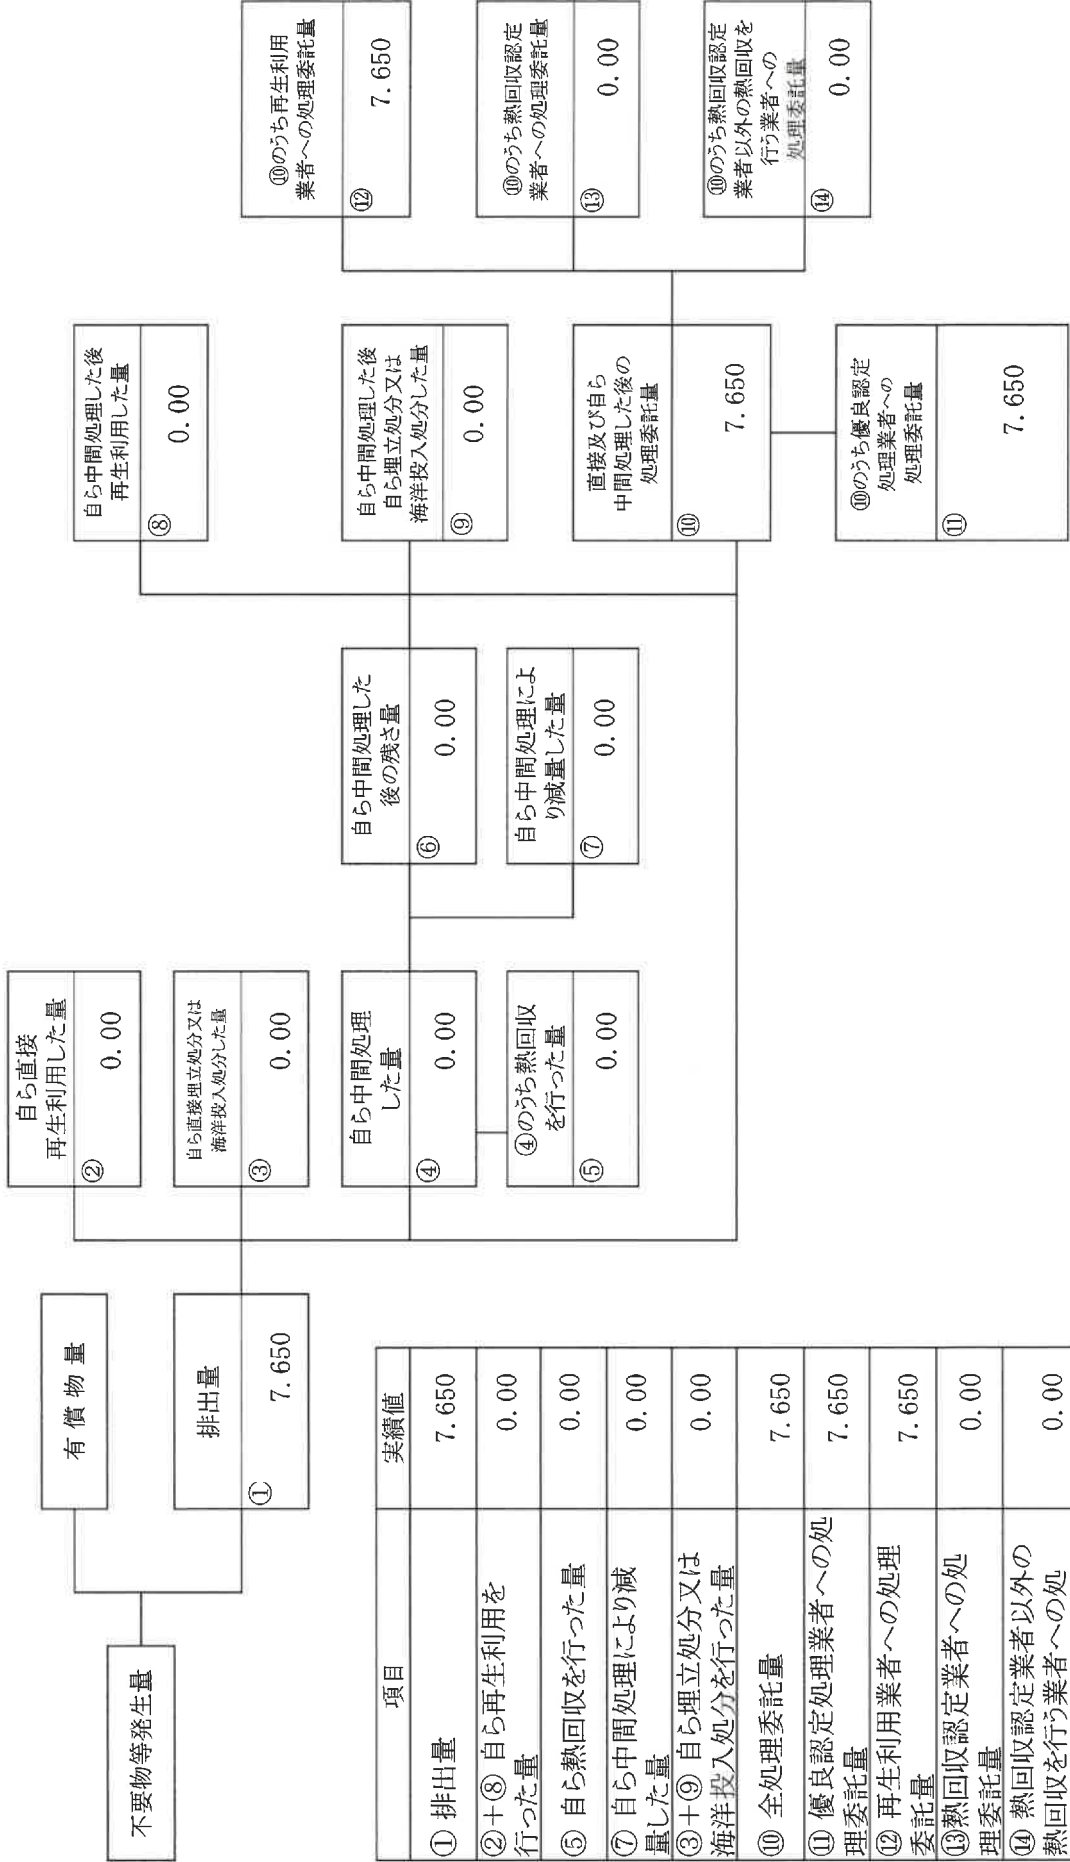 不要物等発生量
有償物量
排出量
① 7.650
自ら直接
再生利用した量
② 0.00
自ら直接埋立処分又は
海洋投入処分した量
③ 0.00
自ら中間処理
した量
④ 0.00
④のうち熱回収
を行った量
⑤ 0.00
自ら中間処理した
後の残さ量
⑥ 0.00
自ら中間処理によ
り減量した量
⑦ 0.00
自ら中間処理した後
再生利用した量
⑧ 0.00
自ら中間処理した後
自ら埋立処分又は
海洋投入処分した量
⑨ 0.00
直接及び自ら
中間処理した後の
処理委託量
⑩ 7.650
⑩のうち優良認定
処理業者への
処理委託量
⑪ 7.650
⑩のうち再生利用
業者への処理委託量
⑫ 7.650
⑩のうち熱回収認定
業者への処理委託量
⑬ 0.00
⑩のうち熱回収認定
業者以外の熱回収を
行う業者への
処理委託量
⑭ 0.00
項目 実績値
① 排出量 7.650
②+⑧ 自ら再生利用を
行った量 0.00
⑤ 自ら熱回収を行った量 0.00
⑦ 自ら中間処理により減
量した量 0.00
③+⑨ 自ら埋立処分又は
海洋投入処分を行った量 0.00
⑩ 全処理委託量 7.650
⑪ 優良認定処理業者への処
理委託量 7.650
⑫ 再生利用業者への処理
委託量 7.650
⑬熱回収認定業者への処
理委託量 0.00
⑭ 熱回収認定業者以外の
熱回収を行う業者への処 0.00